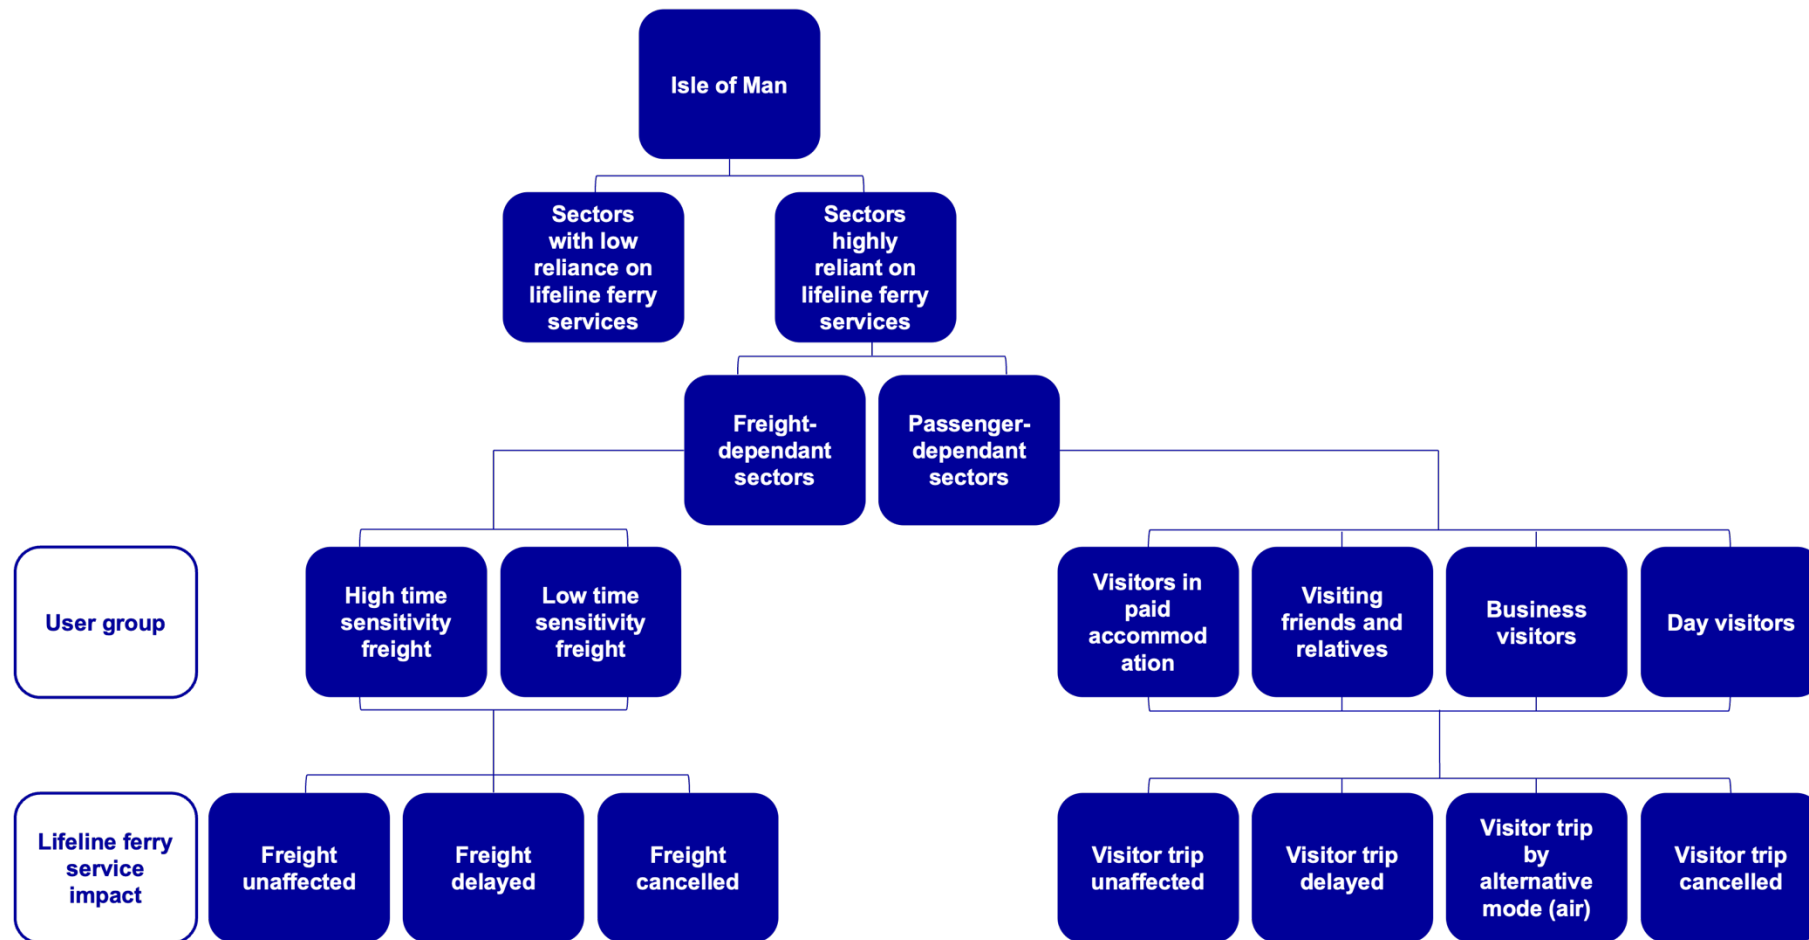 Isle of Man
Sectors
with low
reliance on
lifeline ferry
services
Sectors
highly
reliant on
lifeline ferry
services
Freight-
dependant
sectors
Passenger-
dependant
sectors
User group
High time
sensitivity
freight
Low time
sensitivity
freight
Visitors in
paid
accommod
ation
Visiting
friends and
relatives
Business
visitors
Day visitors
Lifeline ferry
service
impact
Freight
unaffected
Freight
delayed
Freight
cancelled
Visitor trip
unaffected
Visitor trip
delayed
Visitor trip
by
alternative
mode (air)
Visitor trip
cancelled